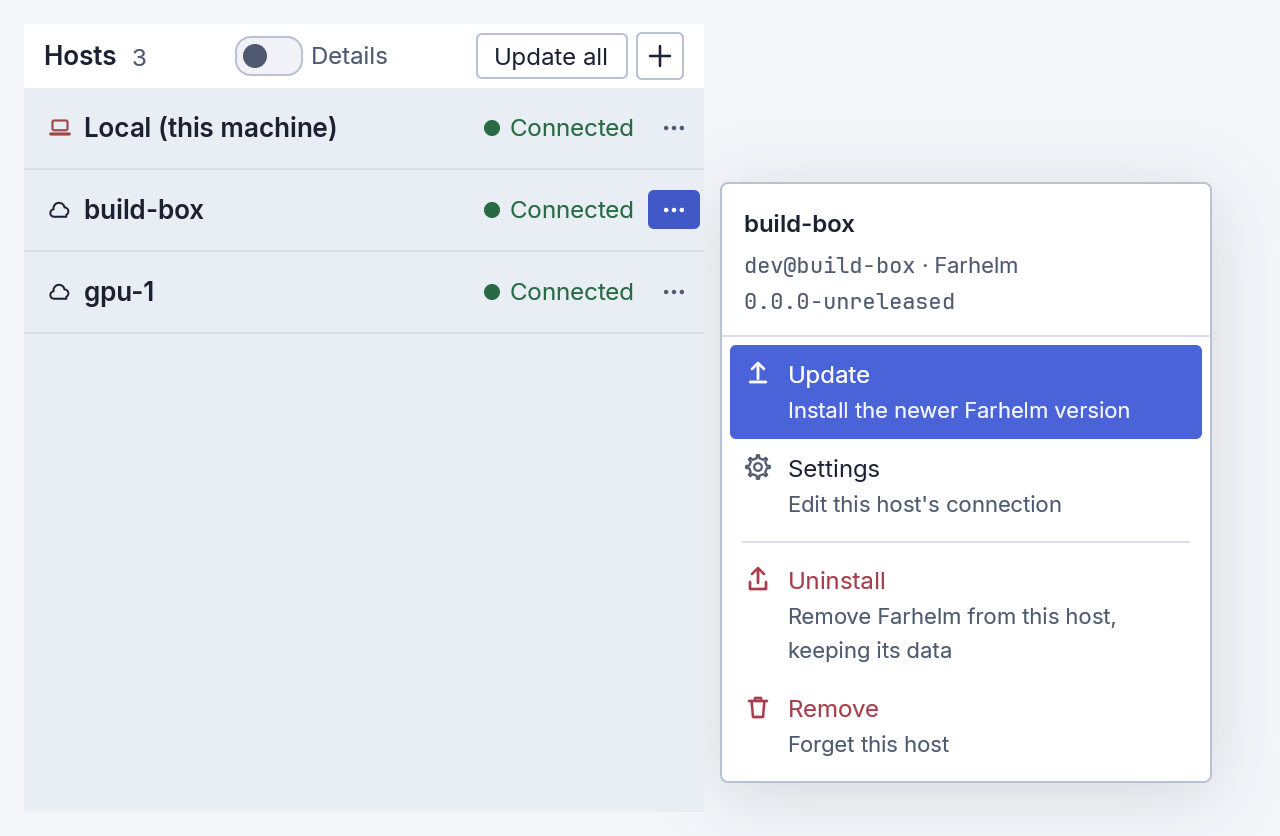 Hosts 3 Details Update all
Local (this machine) Connected
build-box Connected
gpu-1 Connected
build-box
dev@build-box · Farhelm
0.0.0-unreleased
Update
Install the newer Farhelm version
Settings
Edit this host's connection
Uninstall
Remove Farhelm from this host,
keeping its data
Remove
Forget this host